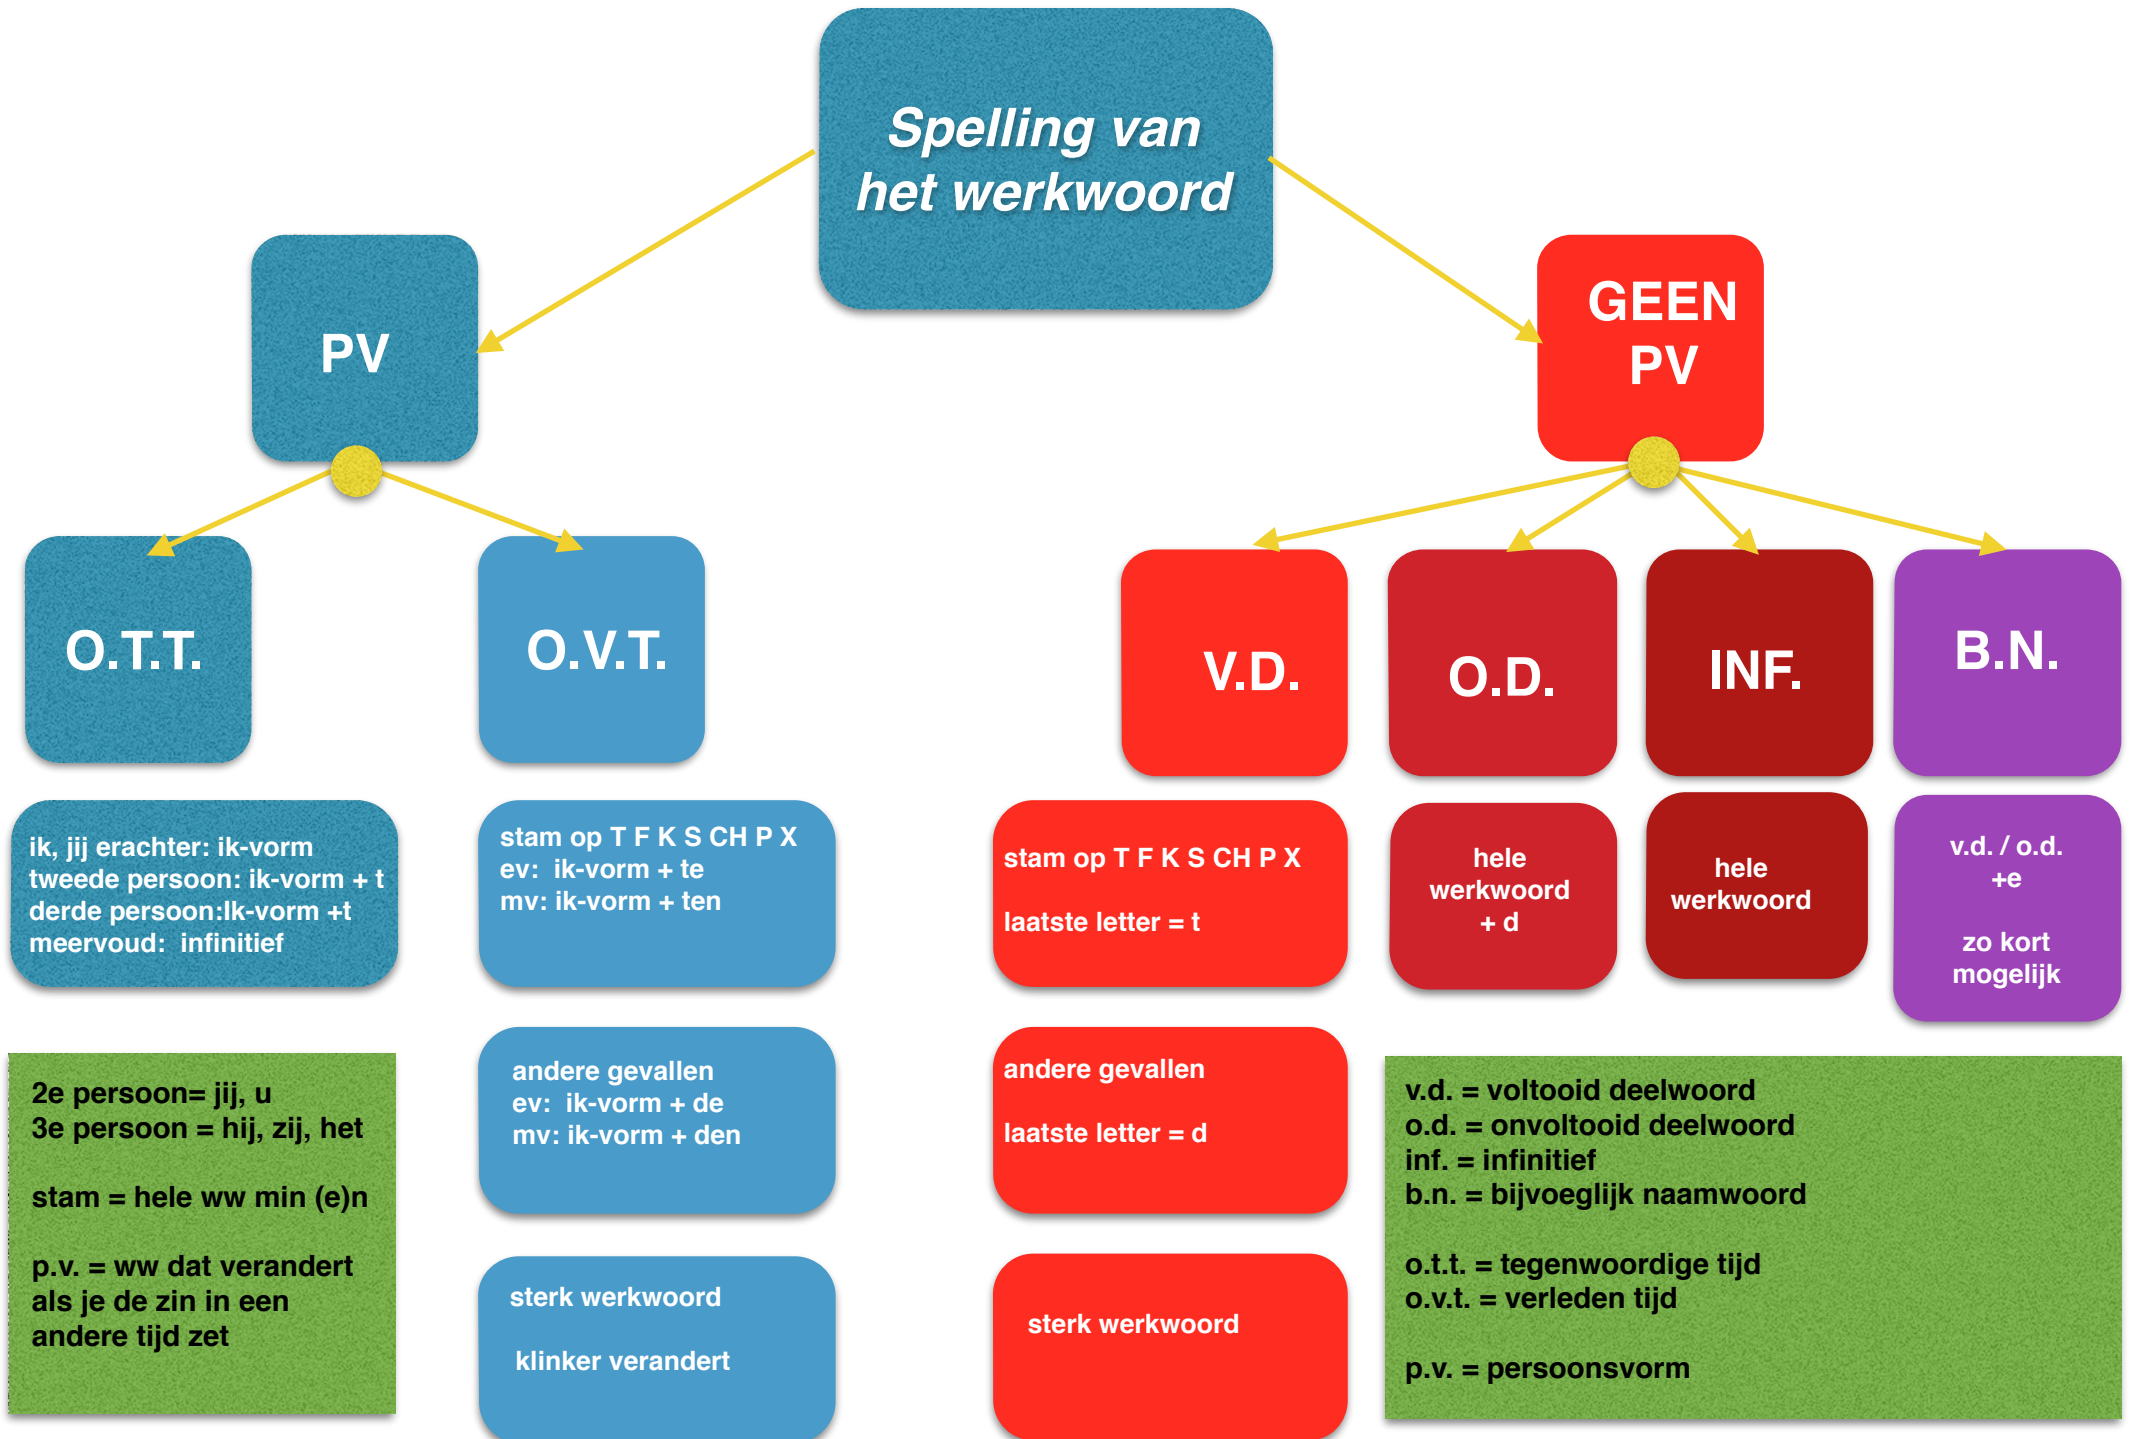 Spelling van
het werkwoord
PV
GEEN
PV
O.T.T.
O.V.T.
V.D.
O.D.
INF.
B.N.
ik, jij erachter: ik-vorm
tweede persoon: ik-vorm + t
derde persoon:Ik-vorm +t
meervoud:  infinitief
stam op T F K S CH P X
ev:  ik-vorm + te
mv: ik-vorm + ten
stam op T F K S CH P X
laatste letter = t
hele
werkwoord
+ d
hele
werkwoord
v.d. / o.d.
+e
zo kort
mogelijk
2e persoon= jij, u
3e persoon = hij, zij, het
stam = hele ww min (e)n
p.v. = ww dat verandert
als je de zin in een
andere tijd zet
andere gevallen
ev:  ik-vorm + de
mv: ik-vorm + den
andere gevallen
laatste letter = d
sterk werkwoord
klinker verandert
sterk werkwoord
v.d. = voltooid deelwoord
o.d. = onvoltooid deelwoord
inf. = infinitief
b.n. = bijvoeglijk naamwoord
o.t.t. = tegenwoordige tijd
o.v.t. = verleden tijd
p.v. = persoonsvorm